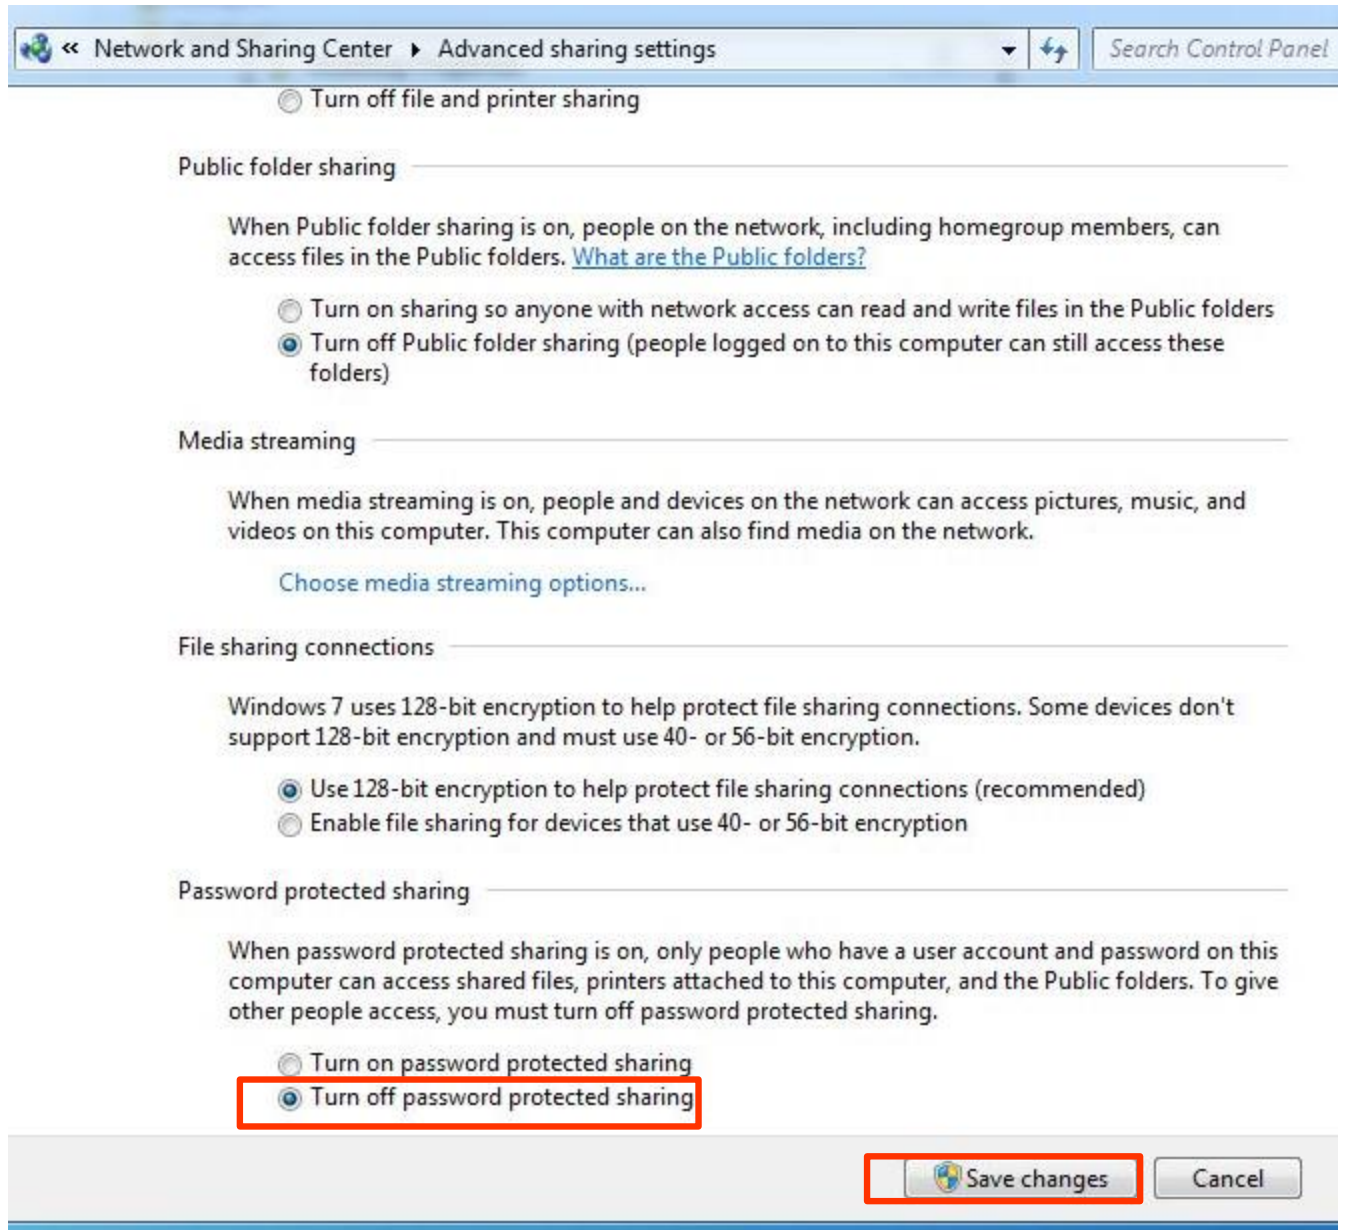 « Network and Sharing Center ▸ Advanced sharing settings
Search Control Panel
Turn off file and printer sharing
Public folder sharing
When Public folder sharing is on, people on the network, including homegroup members, can
access files in the Public folders. What are the Public folders?
Turn on sharing so anyone with network access can read and write files in the Public folders
Turn off Public folder sharing (people logged on to this computer can still access these
folders)
Media streaming
When media streaming is on, people and devices on the network can access pictures, music, and
videos on this computer. This computer can also find media on the network.
Choose media streaming options...
File sharing connections
Windows 7 uses 128-bit encryption to help protect file sharing connections. Some devices don't
support 128-bit encryption and must use 40- or 56-bit encryption.
Use 128-bit encryption to help protect file sharing connections (recommended)
Enable file sharing for devices that use 40- or 56-bit encryption
Password protected sharing
When password protected sharing is on, only people who have a user account and password on this
computer can access shared files, printers attached to this computer, and the Public folders. To give
other people access, you must turn off password protected sharing.
Turn on password protected sharing
Turn off password protected sharing
Save changes
Cancel